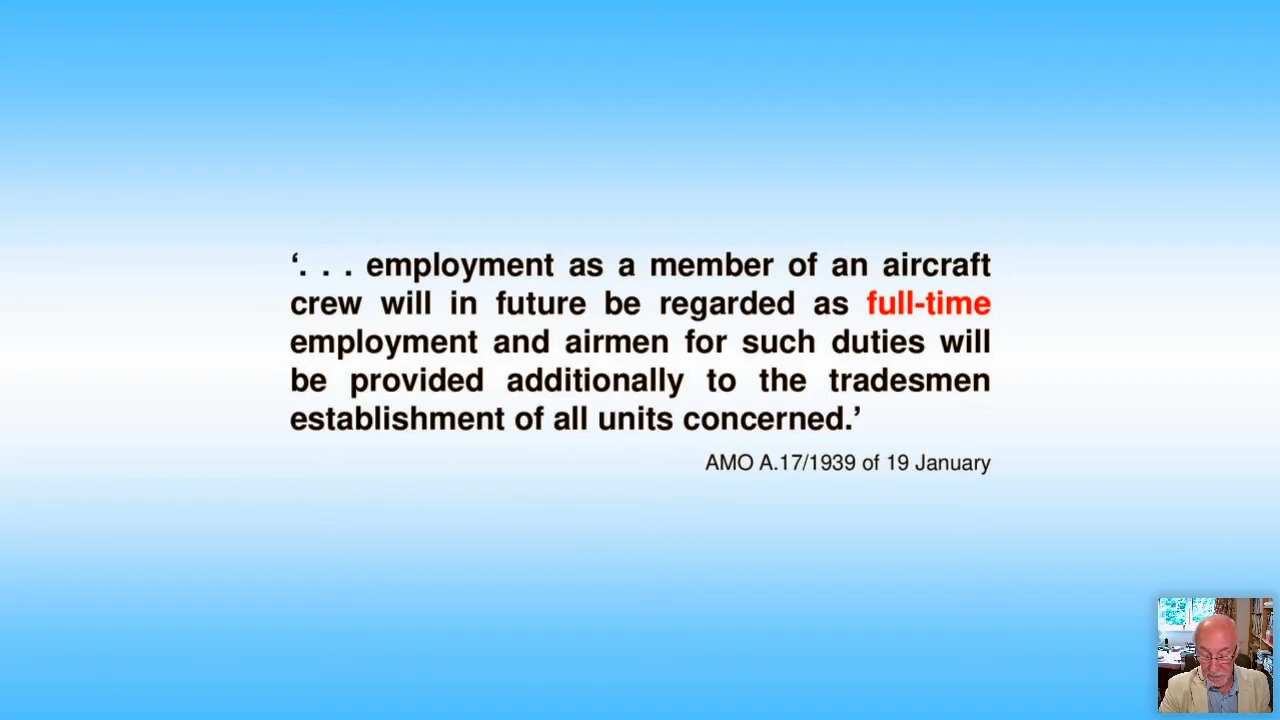 ‘. . . employment as a member of an aircraft
crew will in future be regarded as full-time
employment and airmen for such duties will
be provided additionally to the tradesmen
establishment of all units concerned.’
AMO A.17/1939 of 19 January